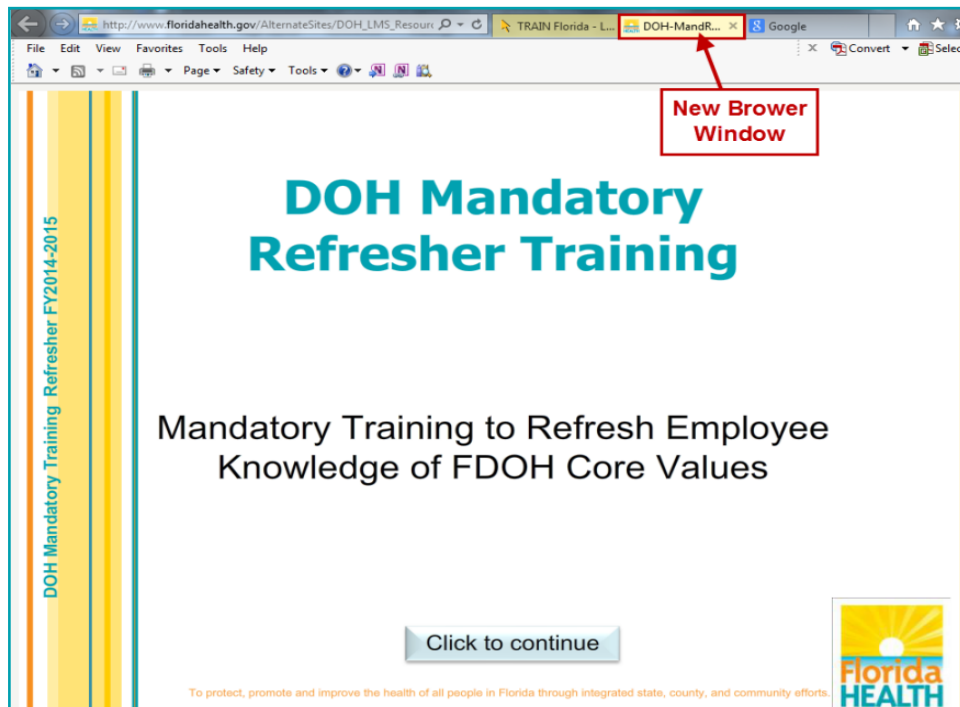 http://www.floridahealth.gov/AlternateSites/DOH_LMS_Resourc
TRAIN Florida - L...
DOH-MandR...
Google
File Edit View Favorites Tools Help
Convert
Selec
Page Safety Tools
New Brower
Window
DOH Mandatory
Refresher Training
DOH Mandatory Training Refresher FY2014-2015
Mandatory Training to Refresh Employee
Knowledge of FDOH Core Values
Click to continue
To protect, promote and improve the health of all people in Florida through integrated state, county, and community efforts.
Florida
HEALTH